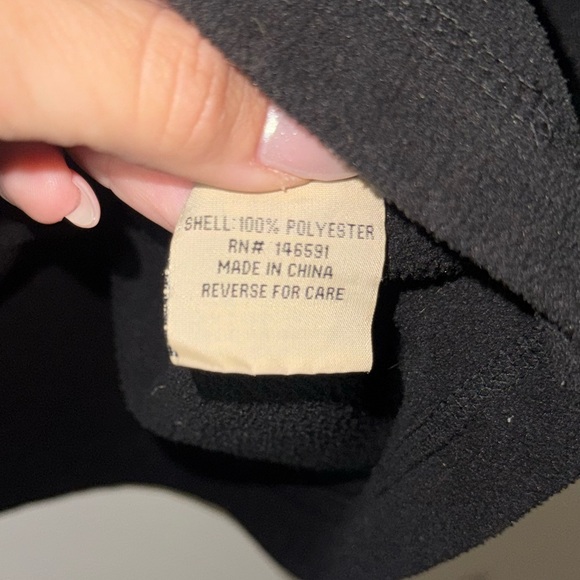 SHELL: 100% POLYESTER
RN# 146591
MADE IN CHINA
REVERSE FOR CARE